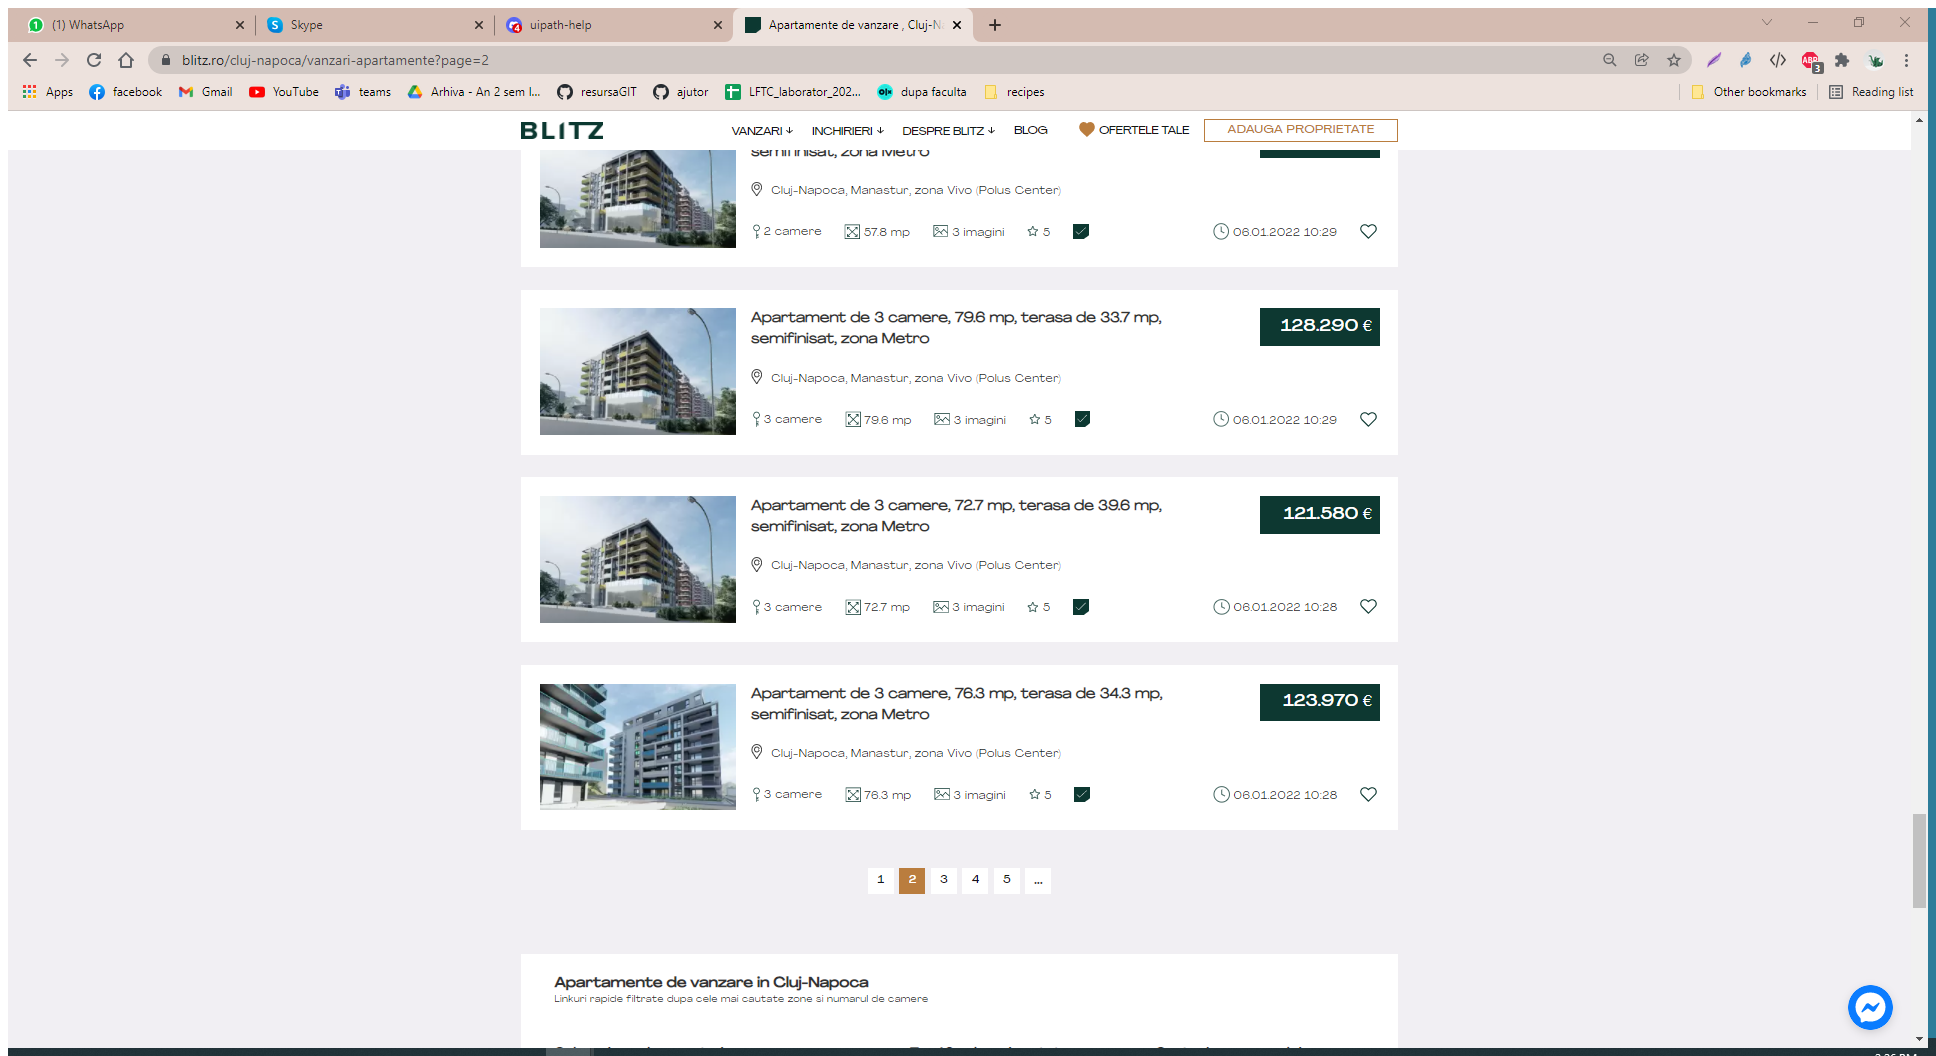 (1) WhatsApp
Skype
uipath-help
Apartamente de vanzare , Cluj-N
blitz.ro/cluj-napoca/vanzari-apartamente?page=2
ABP
3
Apps
facebook
Gmail
YouTube
teams
Arhiva - An 2 sem I...
resursaGIT
ajutor
LFTC_laborator_202...
dupa faculta
recipes
Other bookmarks
Reading list
BLITZ
VANZARI
INCHIRIERI
DESPRE BLITZ
BLOG
OFERTELE TALE
ADAUGA PROPRIETATE
semifinisat, zona Metro
Cluj-Napoca, Manastur, zona Vivo (Polus Center)
2 camere 57.8 mp 3 imagini 5 06.01.2022 10:29
Apartament de 3 camere, 79.6 mp, terasa de 33.7 mp,
semifinisat, zona Metro
128.290 €
Cluj-Napoca, Manastur, zona Vivo (Polus Center)
3 camere 79.6 mp 3 imagini 5 06.01.2022 10:29
Apartament de 3 camere, 72.7 mp, terasa de 39.6 mp,
semifinisat, zona Metro
121.580 €
Cluj-Napoca, Manastur, zona Vivo (Polus Center)
3 camere 72.7 mp 3 imagini 5 06.01.2022 10:28
Apartament de 3 camere, 76.3 mp, terasa de 34.3 mp,
semifinisat, zona Metro
123.970 €
Cluj-Napoca, Manastur, zona Vivo (Polus Center)
3 camere 76.3 mp 3 imagini 5 06.01.2022 10:28
1 2 3 4 5 ...
Apartamente de vanzare in Cluj-Napoca
Linkuri rapide filtrate dupa cele mai cautate zone si numarul de camere